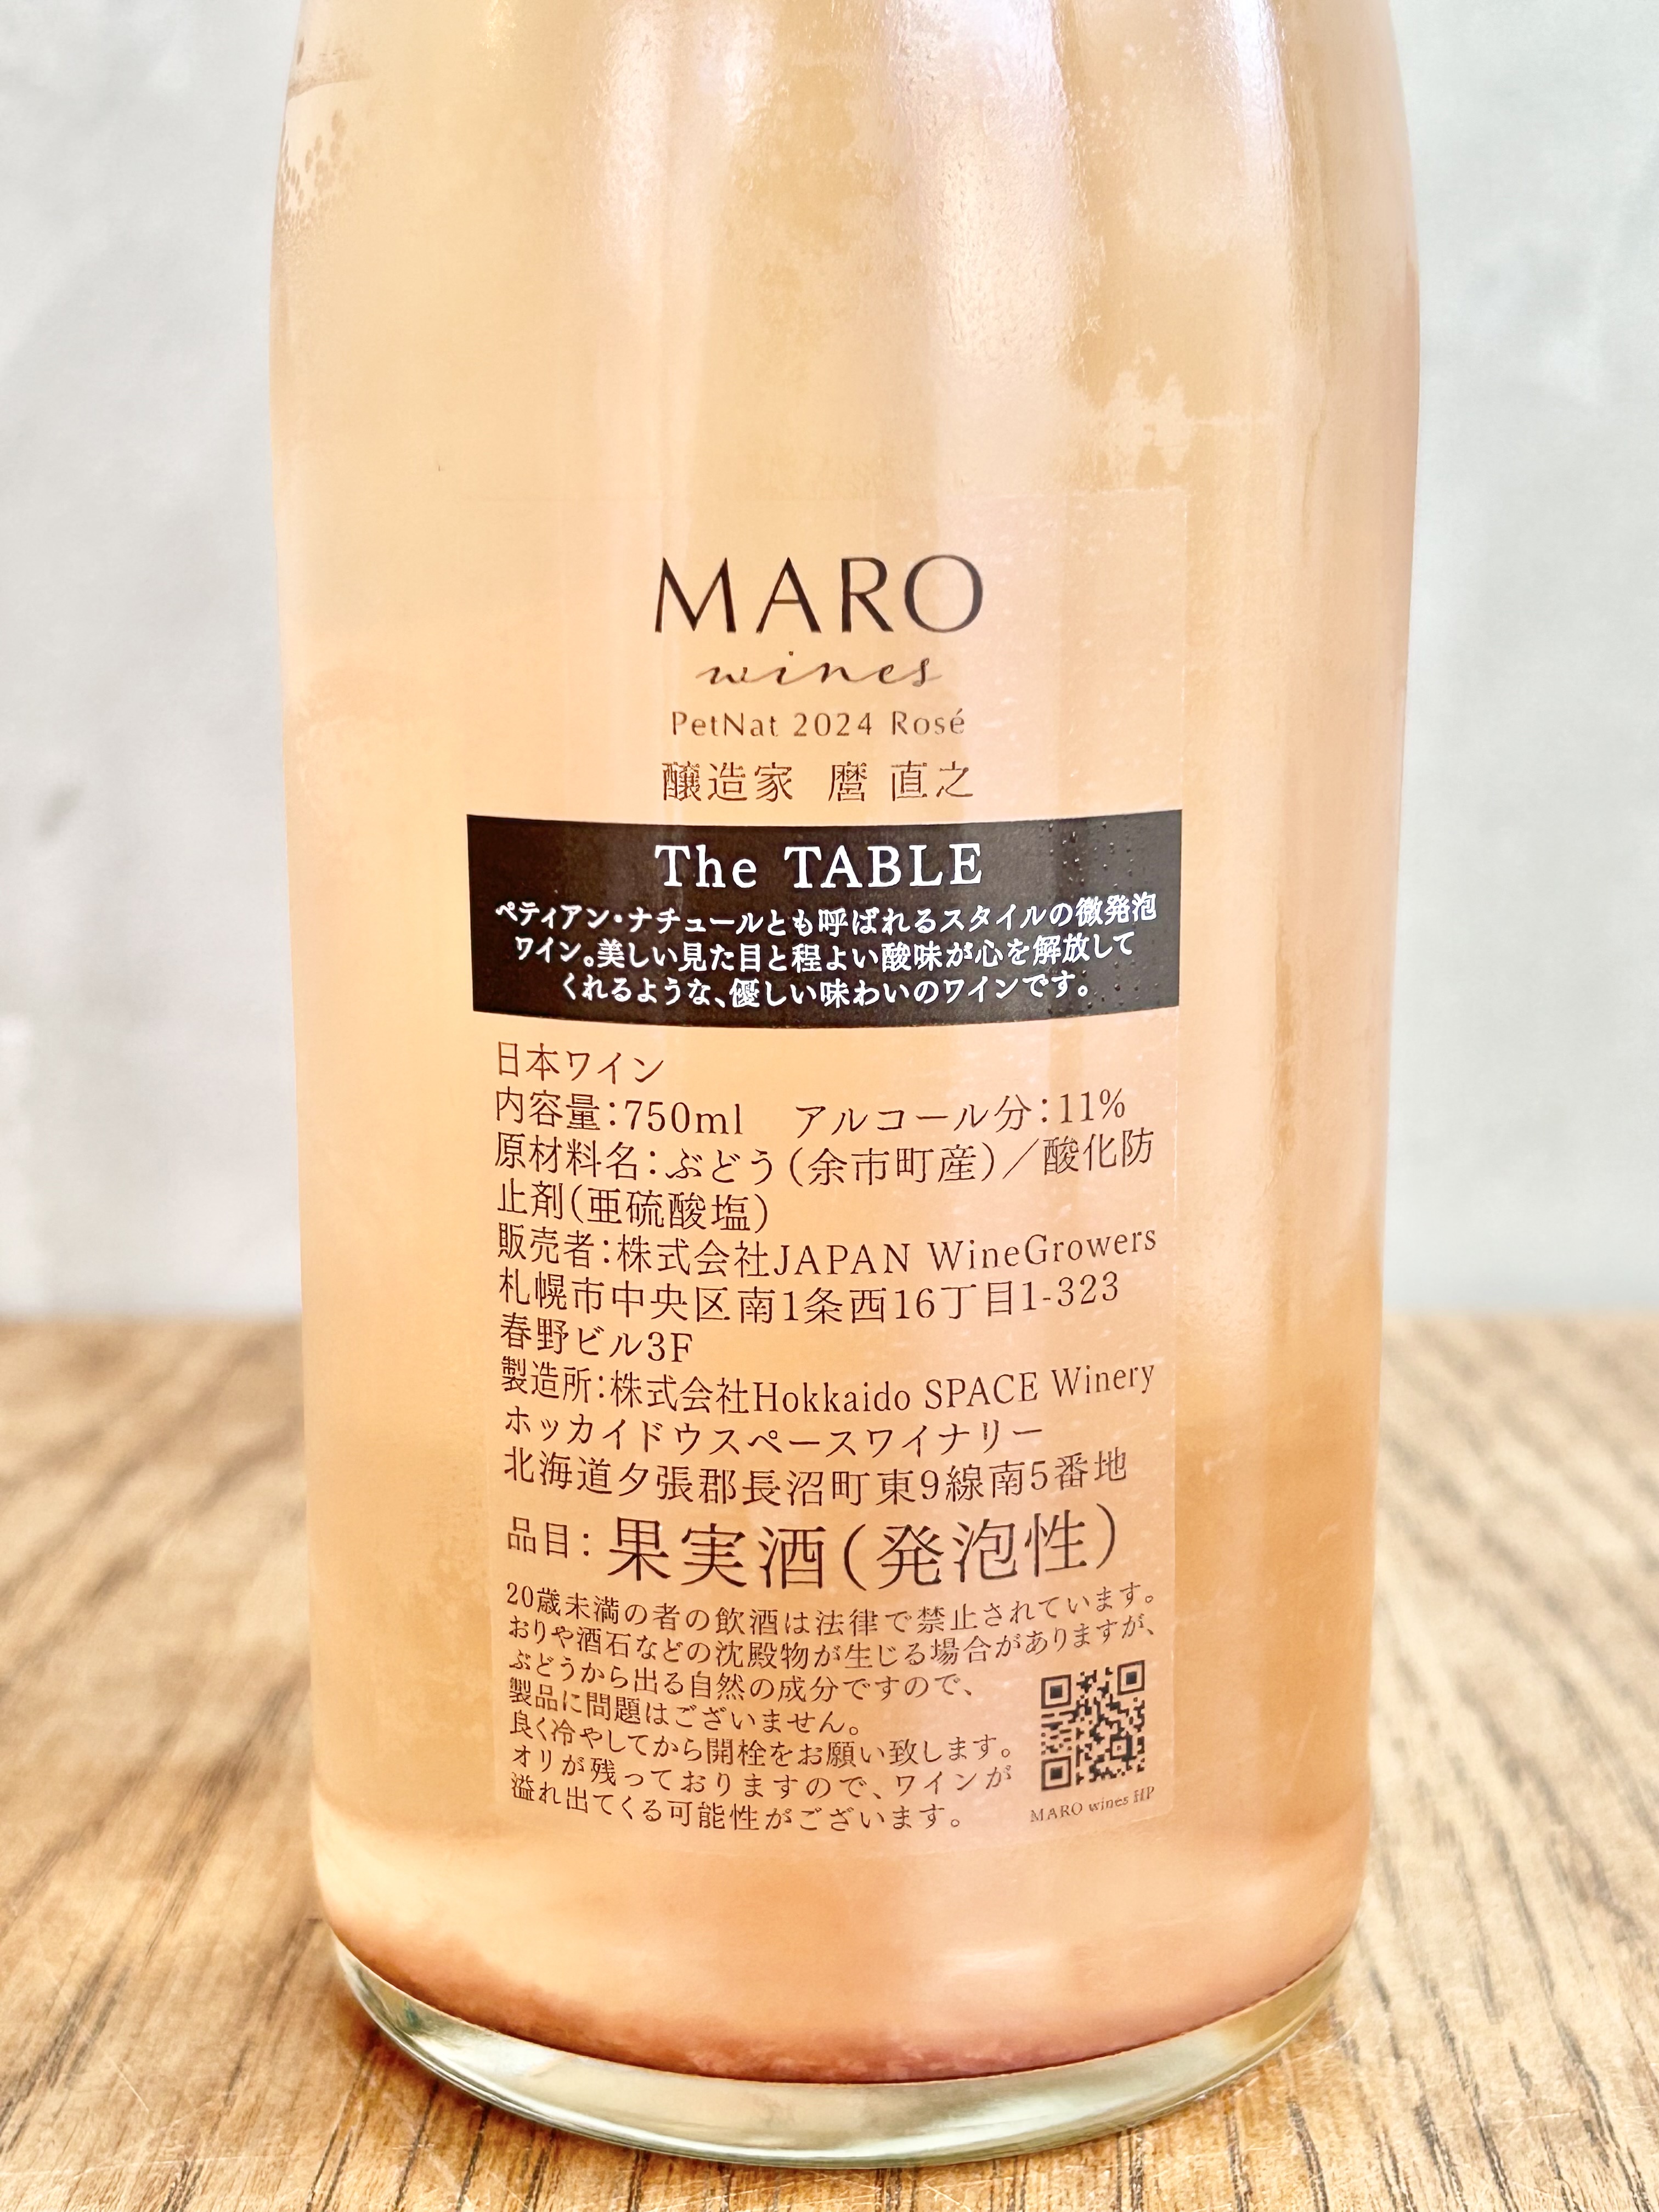 MARO
wines
PetNat 2024 Rosé
醸造家 麿 直之
The TABLE
ペティアン・ナチュールとも呼ばれるスタイルの微発泡
ワイン。美しい見た目と程よい酸味が心を解放して
くれるような、優しい味わいのワインです。
日本ワイン
内容量：750ml　アルコール分：11%
原材料名：ぶどう（余市町産）／酸化防
止剤（亜硫酸塩）
販売者：株式会社JAPAN WineGrowers
札幌市中央区南1条西16丁目1-323
春野ビル3F
製造所：株式会社Hokkaido SPACE Winery
ホッカイドウスペースワイナリー
北海道夕張郡長沼町東9線南5番地
品目：果実酒（発泡性）
20歳未満の者の飲酒は法律で禁止されています。
おりや酒石などの沈殿物が生じる場合がありますが、
ぶどうから出る自然の成分ですので、
製品に問題はございません。
良く冷やしてから開栓をお願い致します。
オリが残っておりますので、ワインが
溢れ出てくる可能性がございます。
MARO wines HP